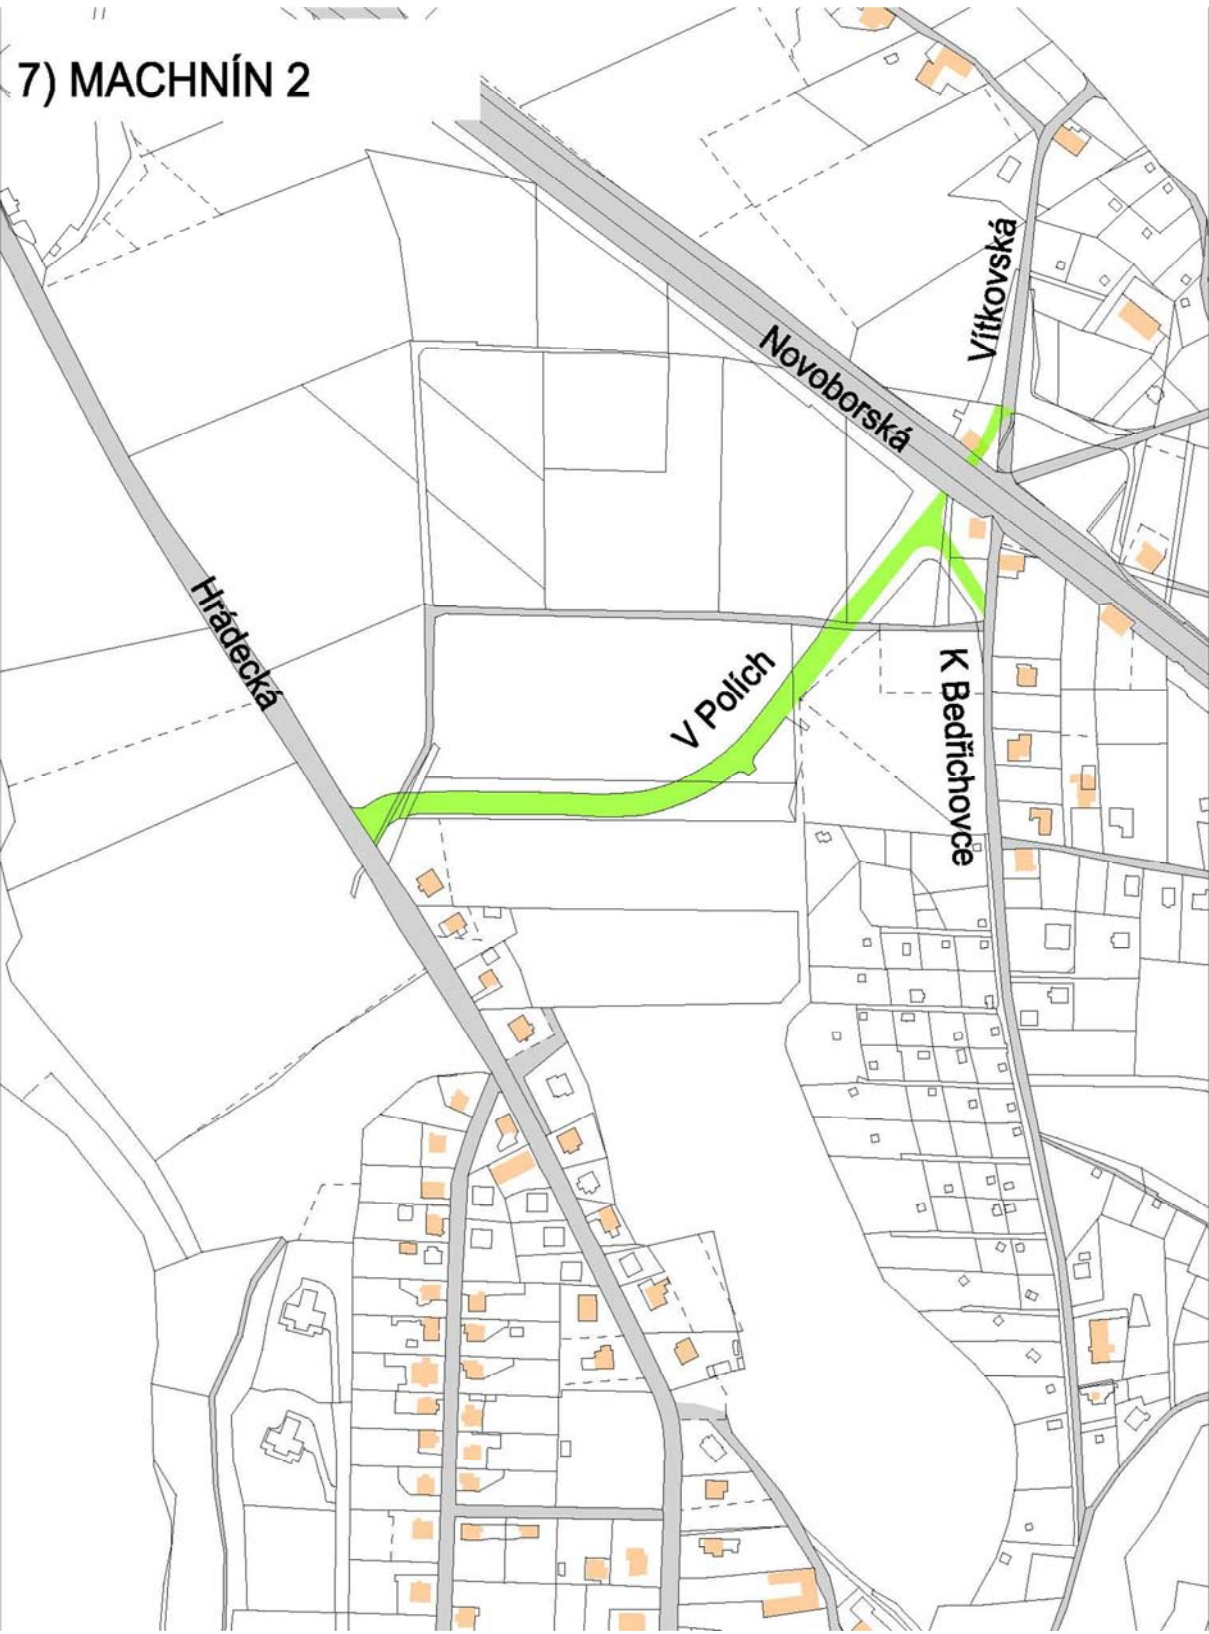 7) MACHNÍN 2
Vítkovská
Novoborská
Hrádecká
V Polích
K Bedřichovce